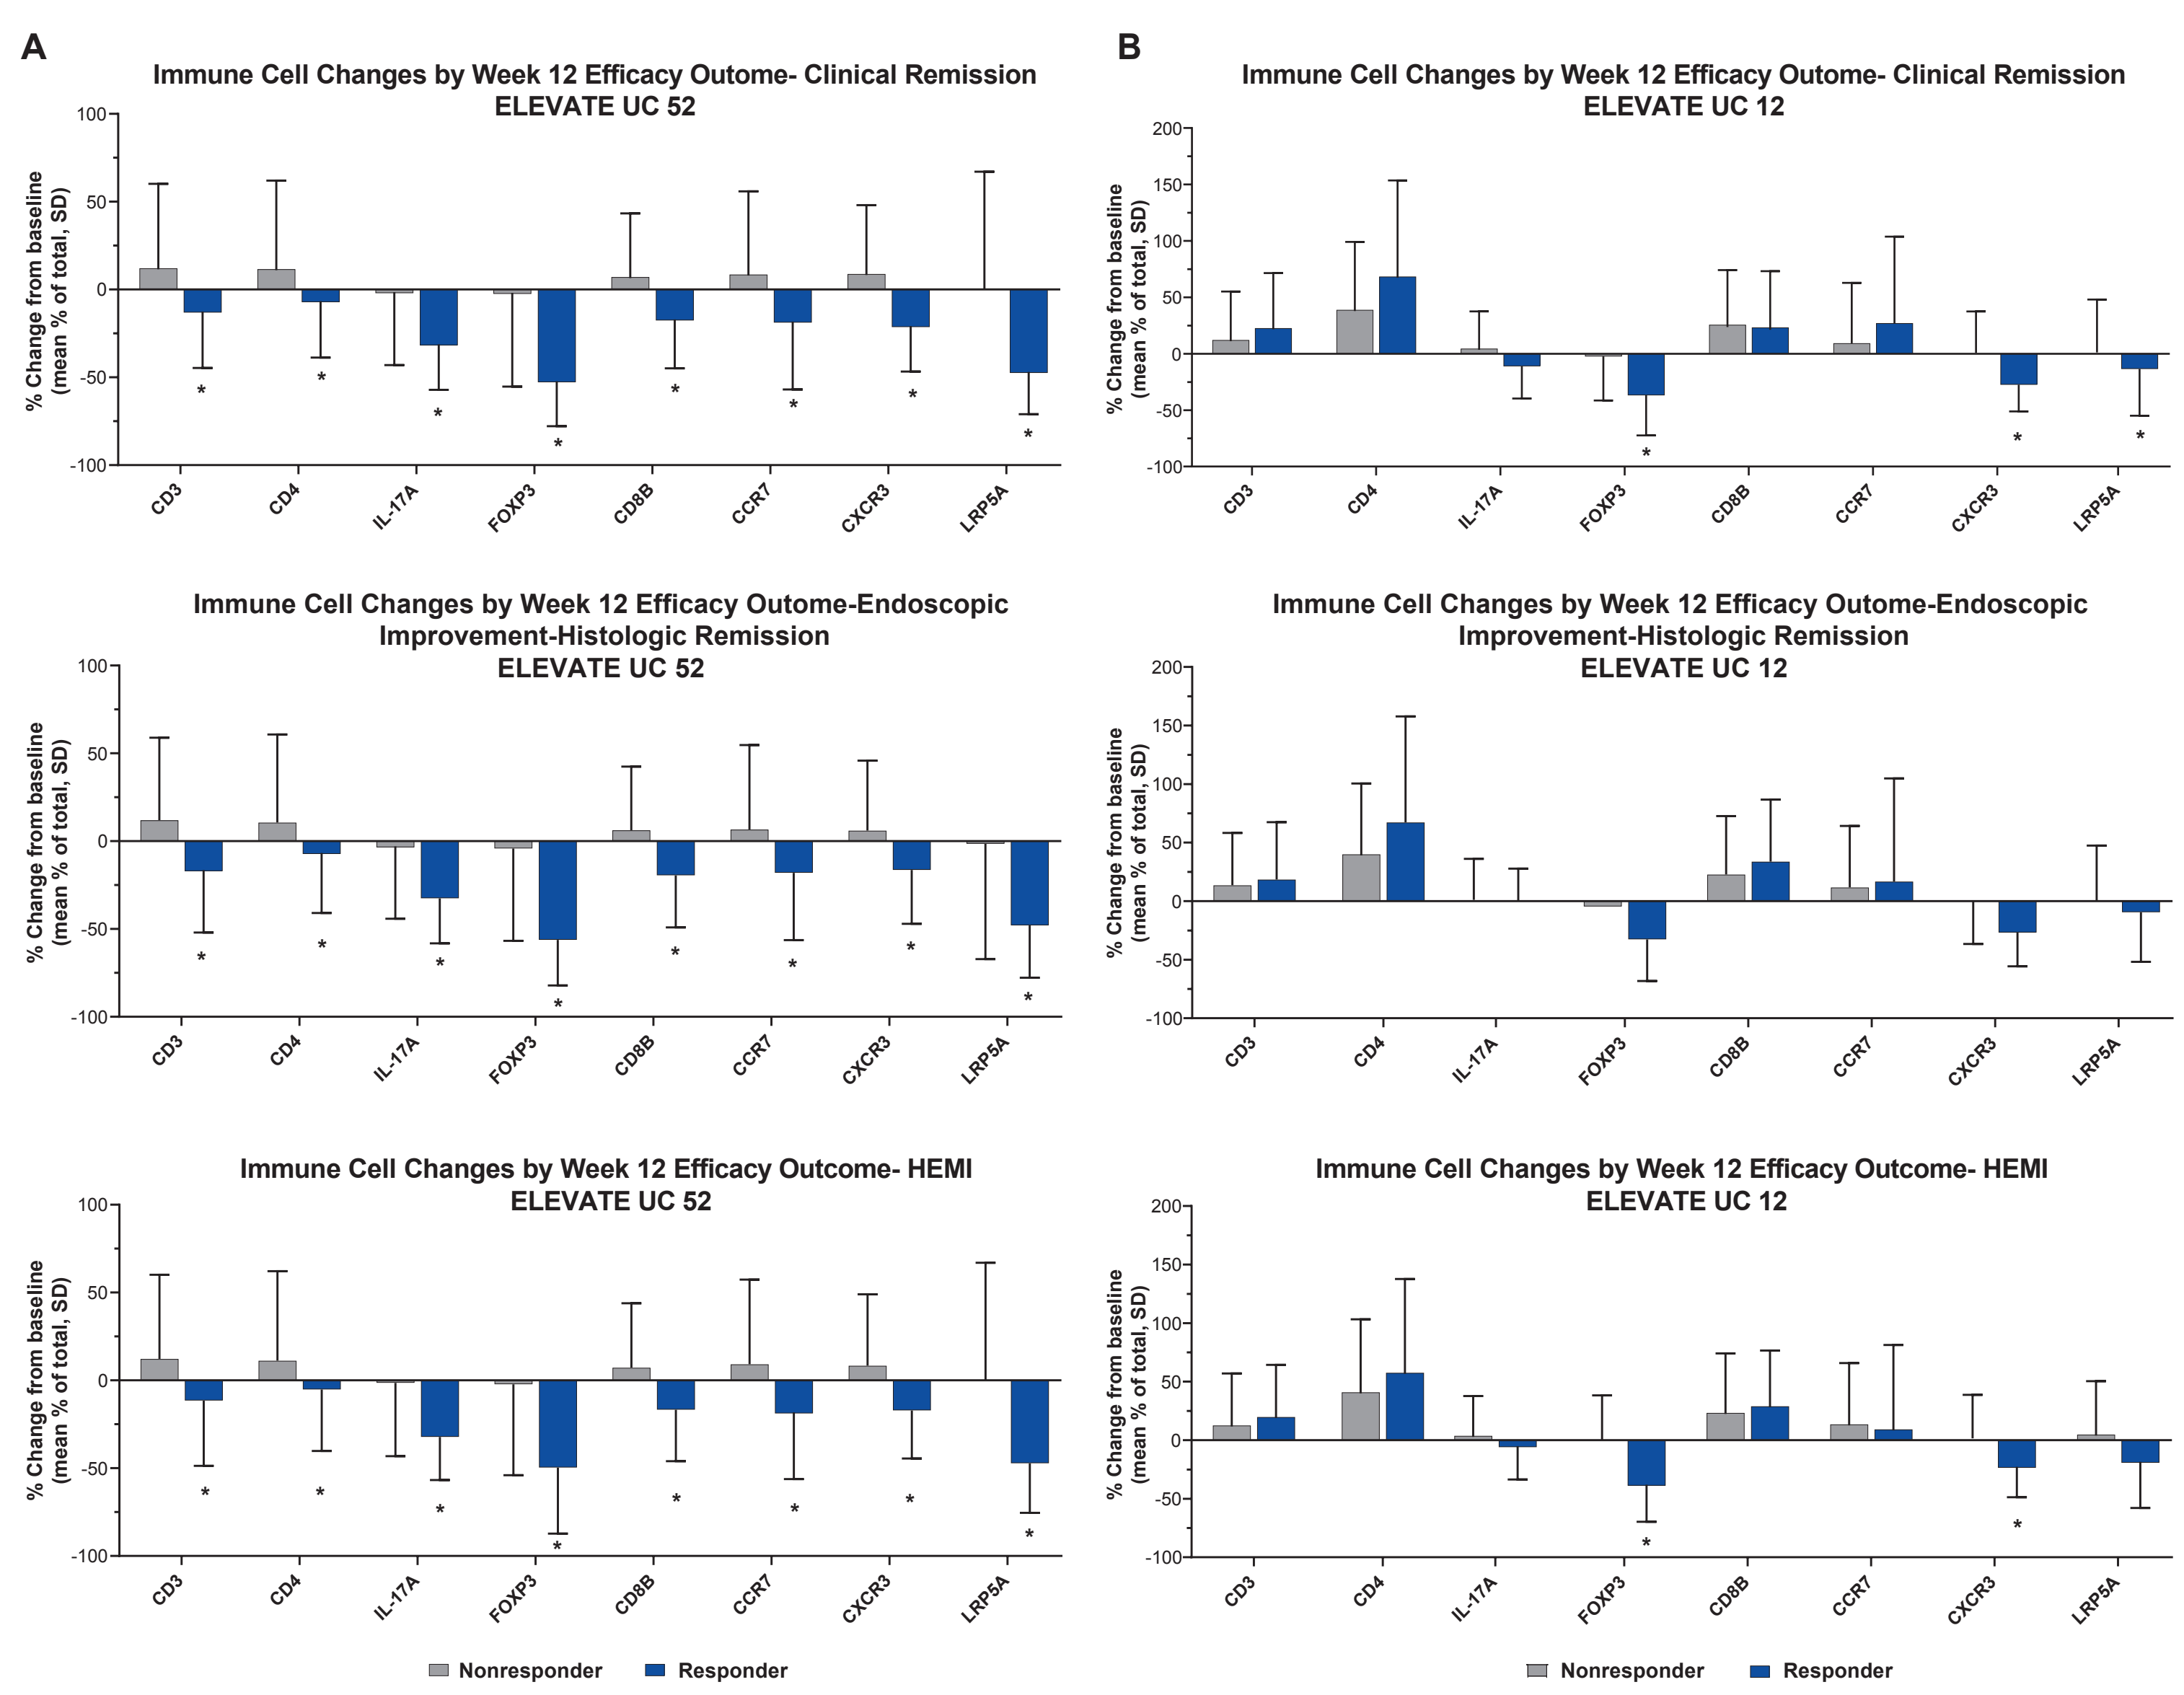 A
Immune Cell Changes by Week 12 Efficacy Outome- Clinical Remission
ELEVATE UC 52
% Change from baseline
(mean % of total, SD)
100
50
0
-50
-100
* * * * * * * *
CD3 CD4 IL-17A FOXP3 CD8B CCR7 CXCR3 LRP5A
Immune Cell Changes by Week 12 Efficacy Outome-Endoscopic
Improvement-Histologic Remission
ELEVATE UC 52
% Change from baseline
(mean % of total, SD)
100
50
0
-50
-100
* * * * * * * *
CD3 CD4 IL-17A FOXP3 CD8B CCR7 CXCR3 LRP5A
Immune Cell Changes by Week 12 Efficacy Outcome- HEMI
ELEVATE UC 52
% Change from baseline
(mean % of total, SD)
100
50
0
-50
-100
* * * * * * * *
CD3 CD4 IL-17A FOXP3 CD8B CCR7 CXCR3 LRP5A
Nonresponder Responder
B
Immune Cell Changes by Week 12 Efficacy Outome- Clinical Remission
ELEVATE UC 12
% Change from baseline
(mean % of total, SD)
200
150
100
50
0
-50
-100
* * *
CD3 CD4 IL-17A FOXP3 CD8B CCR7 CXCR3 LRP5A
Immune Cell Changes by Week 12 Efficacy Outome-Endoscopic
Improvement-Histologic Remission
ELEVATE UC 12
% Change from baseline
(mean % of total, SD)
200
150
100
50
0
-50
-100
CD3 CD4 IL-17A FOXP3 CD8B CCR7 CXCR3 LRP5A
Immune Cell Changes by Week 12 Efficacy Outcome- HEMI
ELEVATE UC 12
% Change from baseline
(mean % of total, SD)
200
150
100
50
0
-50
-100
* *
CD3 CD4 IL-17A FOXP3 CD8B CCR7 CXCR3 LRP5A
Nonresponder Responder